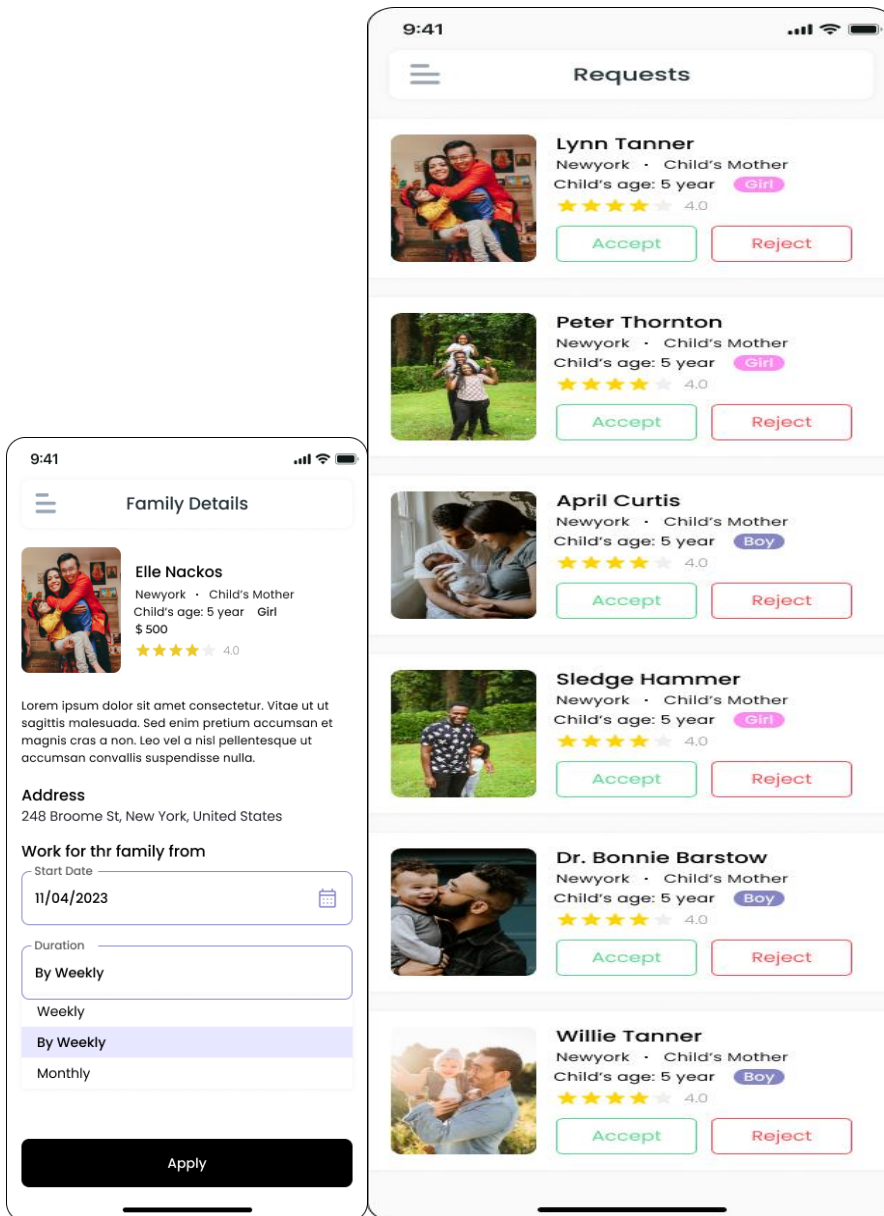 9:41
Family Details
Elle Nackos
Newyork · Child's Mother
Child's age: 5 year Girl
$ 500
4.0
Lorem ipsum dolor sit amet consectetur. Vitae ut ut
sagittis malesuada. Sed enim pretium accumsan et
magnis cras a non. Leo vel a nisl pellentesque ut
accumsan convallis suspendisse nulla.
Address
248 Broome St, New York, United States
Work for thr family from
Start Date
11/04/2023
Duration
By Weekly
Weekly
By Weekly
Monthly
Apply
9:41
Requests
Lynn Tanner
Newyork · Child's Mother
Child's age: 5 year Girl
4.0
Accept Reject
Peter Thornton
Newyork · Child's Mother
Child's age: 5 year Girl
4.0
Accept Reject
April Curtis
Newyork · Child's Mother
Child's age: 5 year Boy
4.0
Accept Reject
Sledge Hammer
Newyork · Child's Mother
Child's age: 5 year Girl
4.0
Accept Reject
Dr. Bonnie Barstow
Newyork · Child's Mother
Child's age: 5 year Boy
4.0
Accept Reject
Willie Tanner
Newyork · Child's Mother
Child's age: 5 year Boy
4.0
Accept Reject